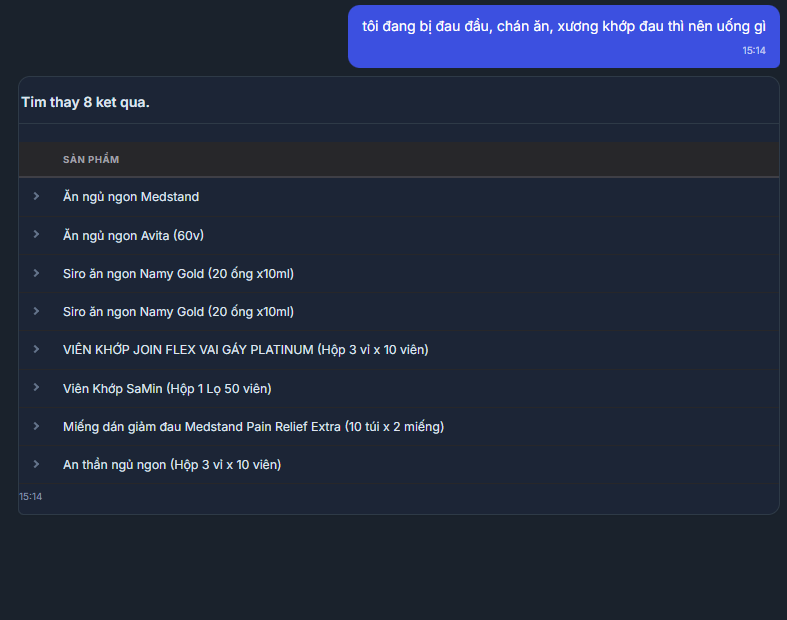 tôi đang bị đau đầu, chán ăn, xương khớp đau thì nên uống gì
15:14
Tim thay 8 ket qua.
SẢN PHẨM
Ăn ngủ ngon Medstand
Ăn ngủ ngon Avita (60v)
Siro ăn ngon Namy Gold (20 ống x10ml)
Siro ăn ngon Namy Gold (20 ống x10ml)
VIÊN KHỚP JOIN FLEX VAI GÁY PLATINUM (Hộp 3 vỉ x 10 viên)
Viên Khớp SaMin (Hộp 1 Lọ 50 viên)
Miếng dán giảm đau Medstand Pain Relief Extra (10 túi x 2 miếng)
An thần ngủ ngon (Hộp 3 vỉ x 10 viên)
15:14